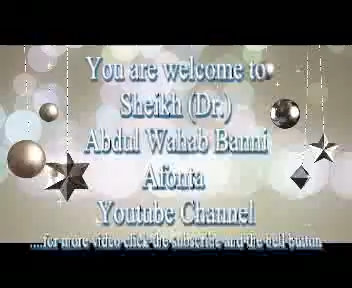 You are welcome to
Sheikh (Dr.)
Abdul Wahab Banni
Afonta
Youtube Channel
....for more video click the subscribe, and the bell button